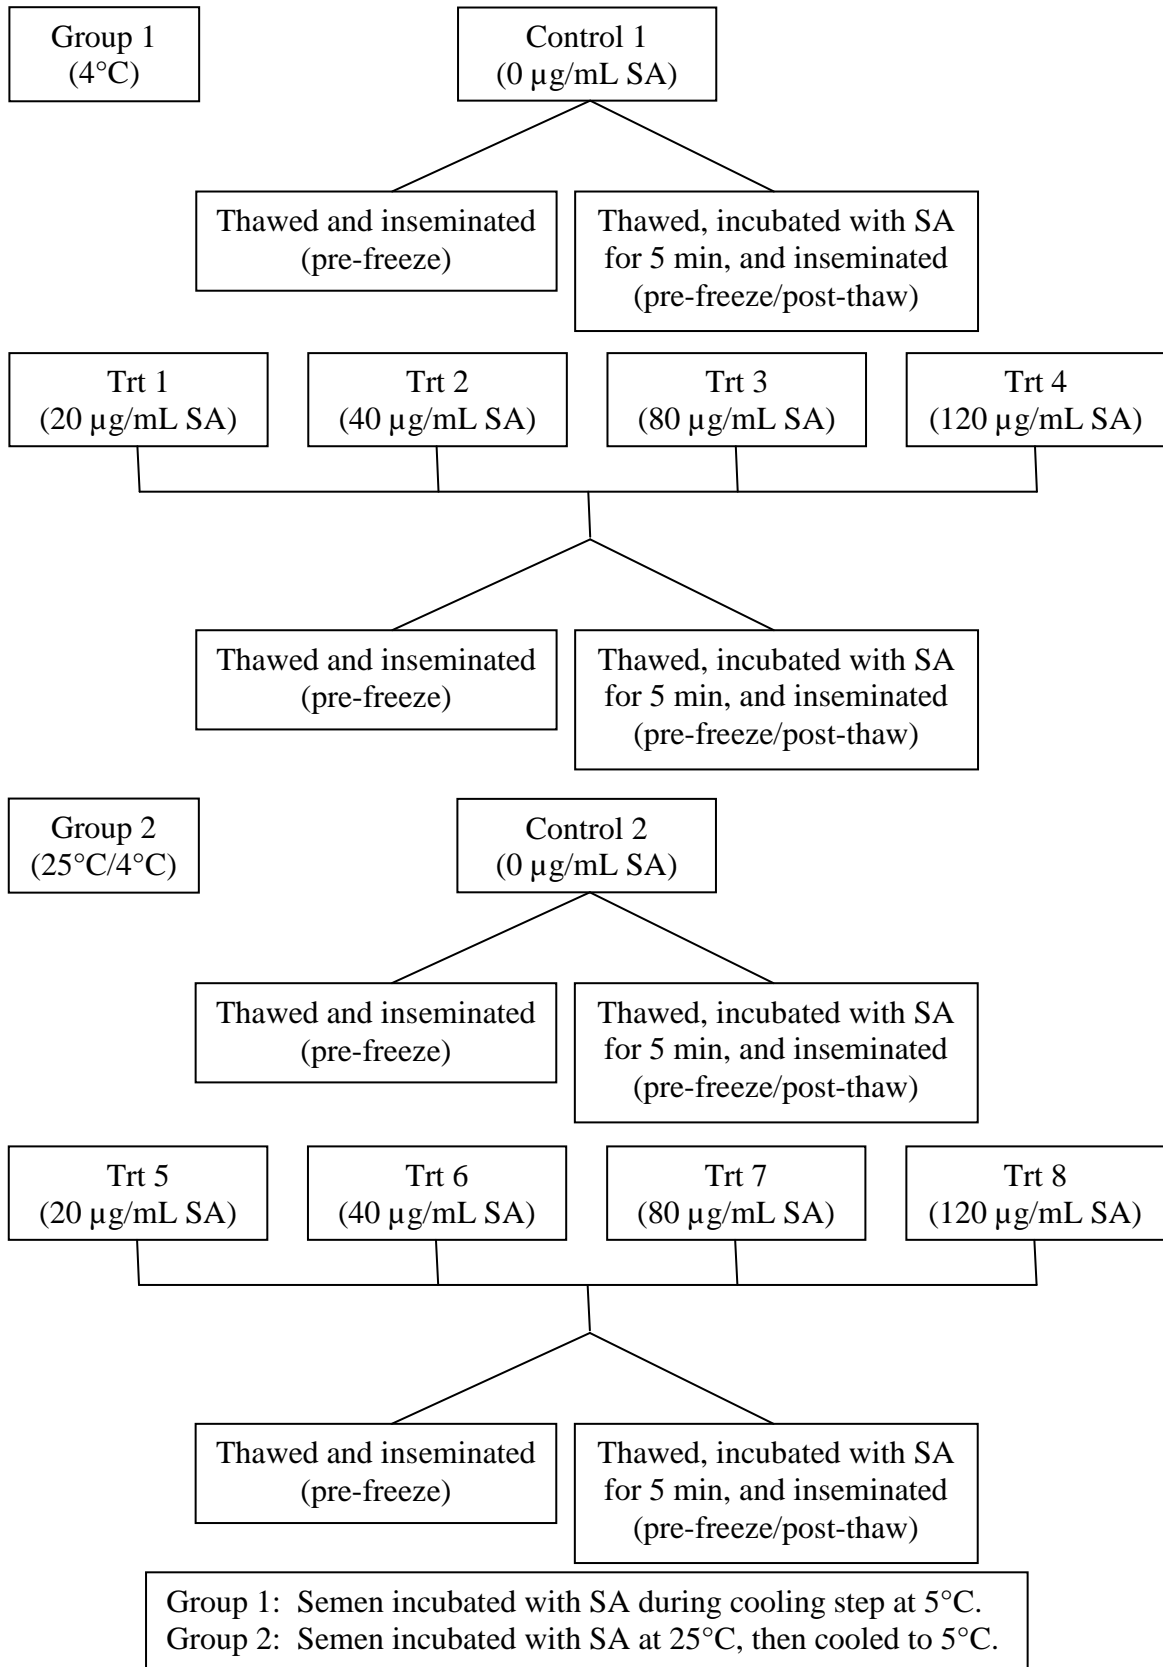 Group 1
(4°C)
Control 1
(0 µg/mL SA)
Thawed and inseminated
(pre-freeze)
Thawed, incubated with SA
for 5 min, and inseminated
(pre-freeze/post-thaw)
Trt 1
(20 µg/mL SA)
Trt 2
(40 µg/mL SA)
Trt 3
(80 µg/mL SA)
Trt 4
(120 µg/mL SA)
Thawed and inseminated
(pre-freeze)
Thawed, incubated with SA
for 5 min, and inseminated
(pre-freeze/post-thaw)
Group 2
(25°C/4°C)
Control 2
(0 µg/mL SA)
Thawed and inseminated
(pre-freeze)
Thawed, incubated with SA
for 5 min, and inseminated
(pre-freeze/post-thaw)
Trt 5
(20 µg/mL SA)
Trt 6
(40 µg/mL SA)
Trt 7
(80 µg/mL SA)
Trt 8
(120 µg/mL SA)
Thawed and inseminated
(pre-freeze)
Thawed, incubated with SA
for 5 min, and inseminated
(pre-freeze/post-thaw)
Group 1:  Semen incubated with SA during cooling step at 5°C.
Group 2:  Semen incubated with SA at 25°C, then cooled to 5°C.